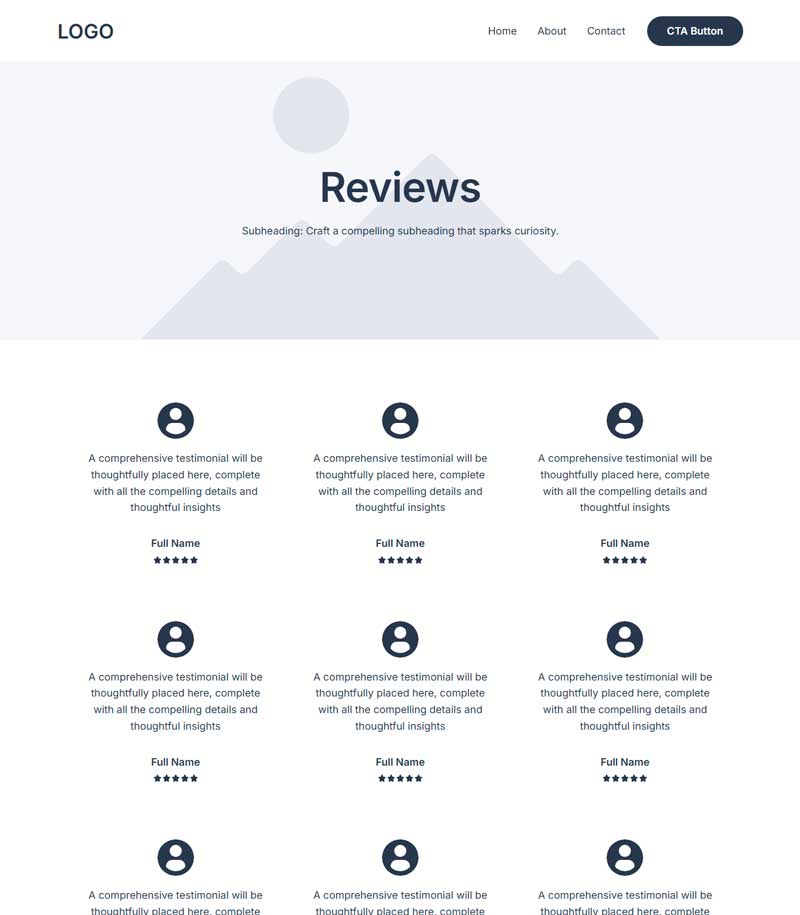 LOGO
Home About Contact CTA Button
Reviews
Subheading: Craft a compelling subheading that sparks curiosity.
A comprehensive testimonial will be
thoughtfully placed here, complete
with all the compelling details and
thoughtful insights
Full Name
A comprehensive testimonial will be
thoughtfully placed here, complete
with all the compelling details and
thoughtful insights
Full Name
A comprehensive testimonial will be
thoughtfully placed here, complete
with all the compelling details and
thoughtful insights
Full Name
A comprehensive testimonial will be
thoughtfully placed here, complete
with all the compelling details and
thoughtful insights
Full Name
A comprehensive testimonial will be
thoughtfully placed here, complete
with all the compelling details and
thoughtful insights
Full Name
A comprehensive testimonial will be
thoughtfully placed here, complete
with all the compelling details and
thoughtful insights
Full Name
A comprehensive testimonial will be
thoughtfully placed here, complete
A comprehensive testimonial will be
thoughtfully placed here, complete
A comprehensive testimonial will be
thoughtfully placed here, complete